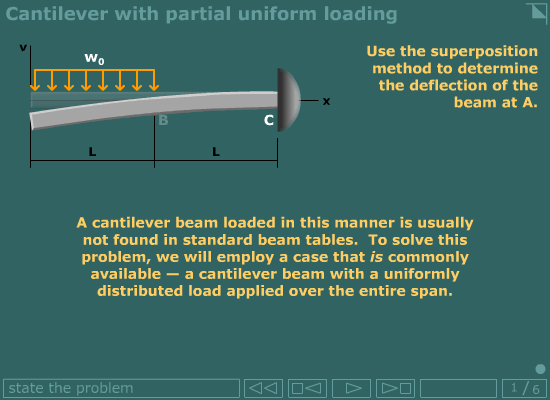 Cantilever with partial uniform loading
v
w0
Use the superposition
method to determine
the deflection of the
beam at A.
x
B
C
L
L
A cantilever beam loaded in this manner is usually
not found in standard beam tables. To solve this
problem, we will employ a case that is commonly
available — a cantilever beam with a uniformly
distributed load applied over the entire span.
state the problem
1 / 6